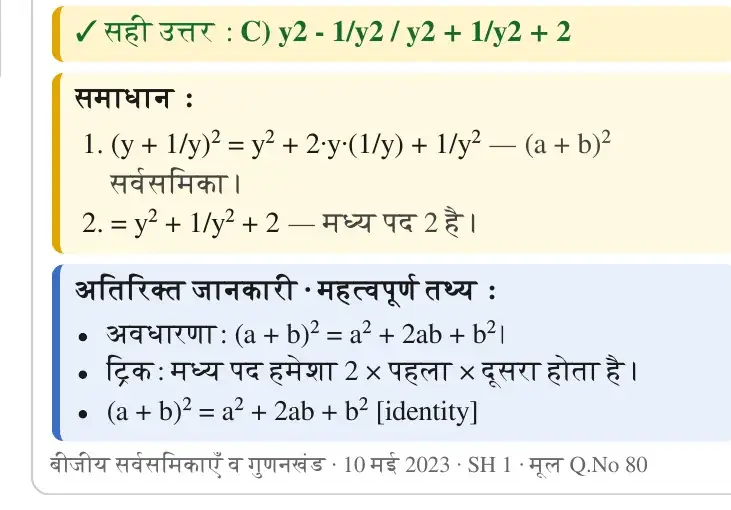 ✓ सही उत्तर : C) y2 - 1/y2 / y2 + 1/y2 + 2
समाधान :
1. (y + 1/y)² = y² + 2·y·(1/y) + 1/y² — (a + b)²
सर्वसमिका।
2. = y² + 1/y² + 2 — मध्य पद 2 है।
अतिरिक्त जानकारी · महत्वपूर्ण तथ्य :
• अवधारणा: (a + b)² = a² + 2ab + b²।
• ट्रिक: मध्य पद हमेशा 2 × पहला × दूसरा होता है।
• (a + b)² = a² + 2ab + b² [identity]
बीजीय सर्वसमिकाएँ व गुणनखंड · 10 मई 2023 · SH 1 · मूल Q.No 80